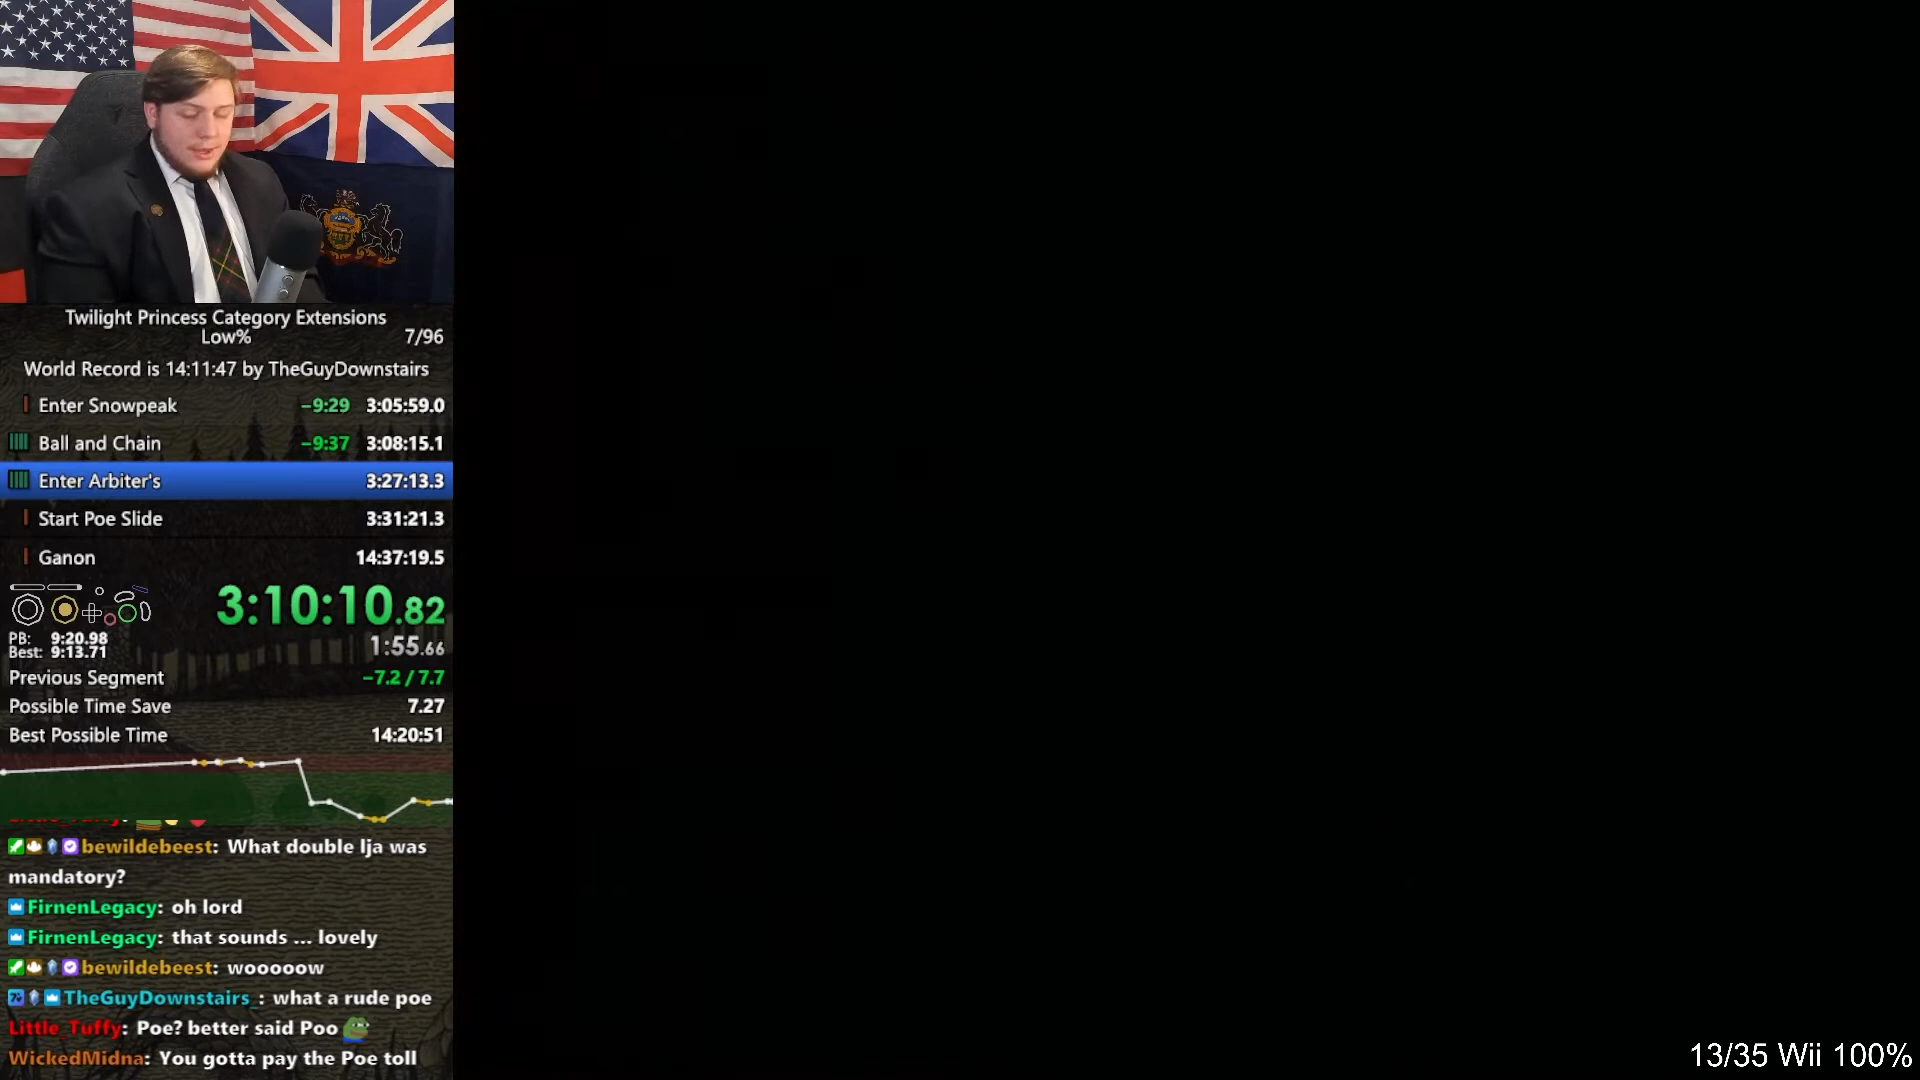 Twilight Princess Category Extensions
Low% 7/96
World Record is 14:11:47 by TheGuyDownstairs
Enter Snowpeak −9:29 3:05:59.0
Ball and Chain −9:37 3:08:15.1
Enter Arbiter's 3:27:13.3
Start Poe Slide 3:31:21.3
Ganon 14:37:19.5
3:10:10.82
PB: 9:20.98
Best: 9:13.71
1:55.66
Previous Segment −7.2 / 7.7
Possible Time Save 7.27
Best Possible Time 14:20:51
bewildebeest: What double lja was
mandatory?
FirnenLegacy: oh lord
FirnenLegacy: that sounds ... lovely
bewildebeest: wooooow
TheGuyDownstairs_: what a rude poe
Little_Tuffy: Poe? better said Poo
WickedMidna: You gotta pay the Poe toll
13/35 Wii 100%